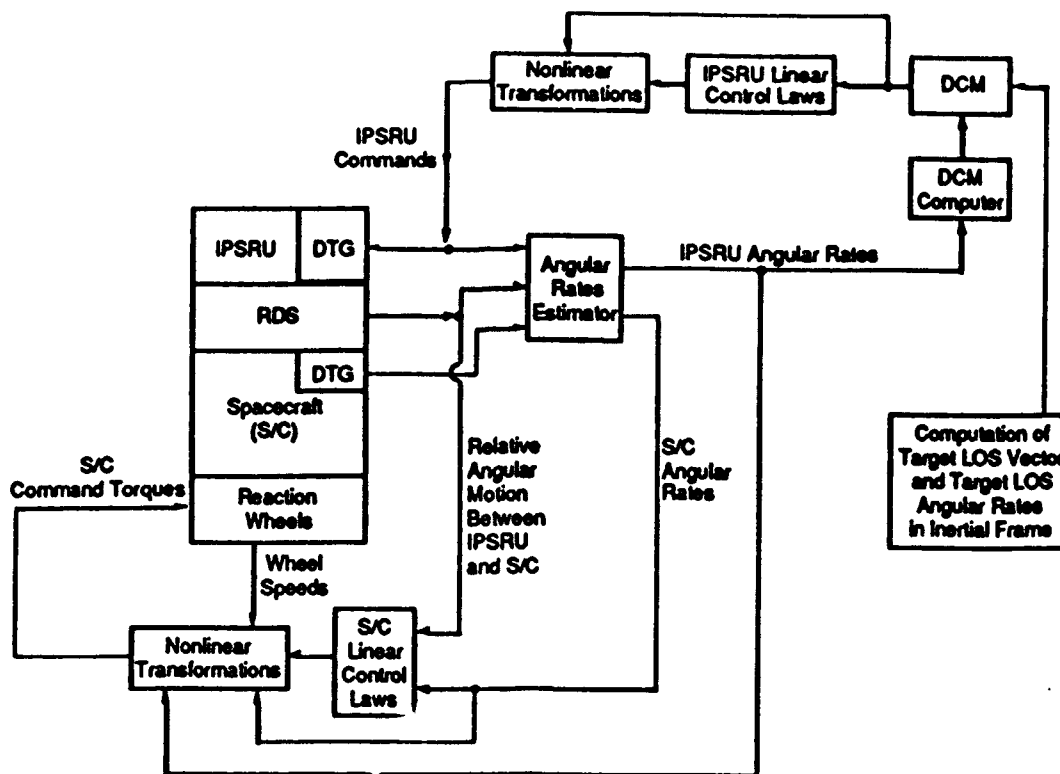 Nonlinear
Transformations
IPSRU Linear
Control Laws
DCM
IPSRU
Commands
DCM
Computer
IPSRU
DTG
Angular
Rates
Estimator
IPSRU Angular Rates
RDS
DTG
Spacecraft
(S/C)
Relative
Angular
Motion
Between
IPSRU
and S/C
S/C
Angular
Rates
Computation of
Target LOS Vector
and Target LOS
Angular Rates
in Inertial Frame
S/C
Command Torques
Reaction
Wheels
Wheel
Speeds
Nonlinear
Transformations
S/C
Linear
Control
Laws